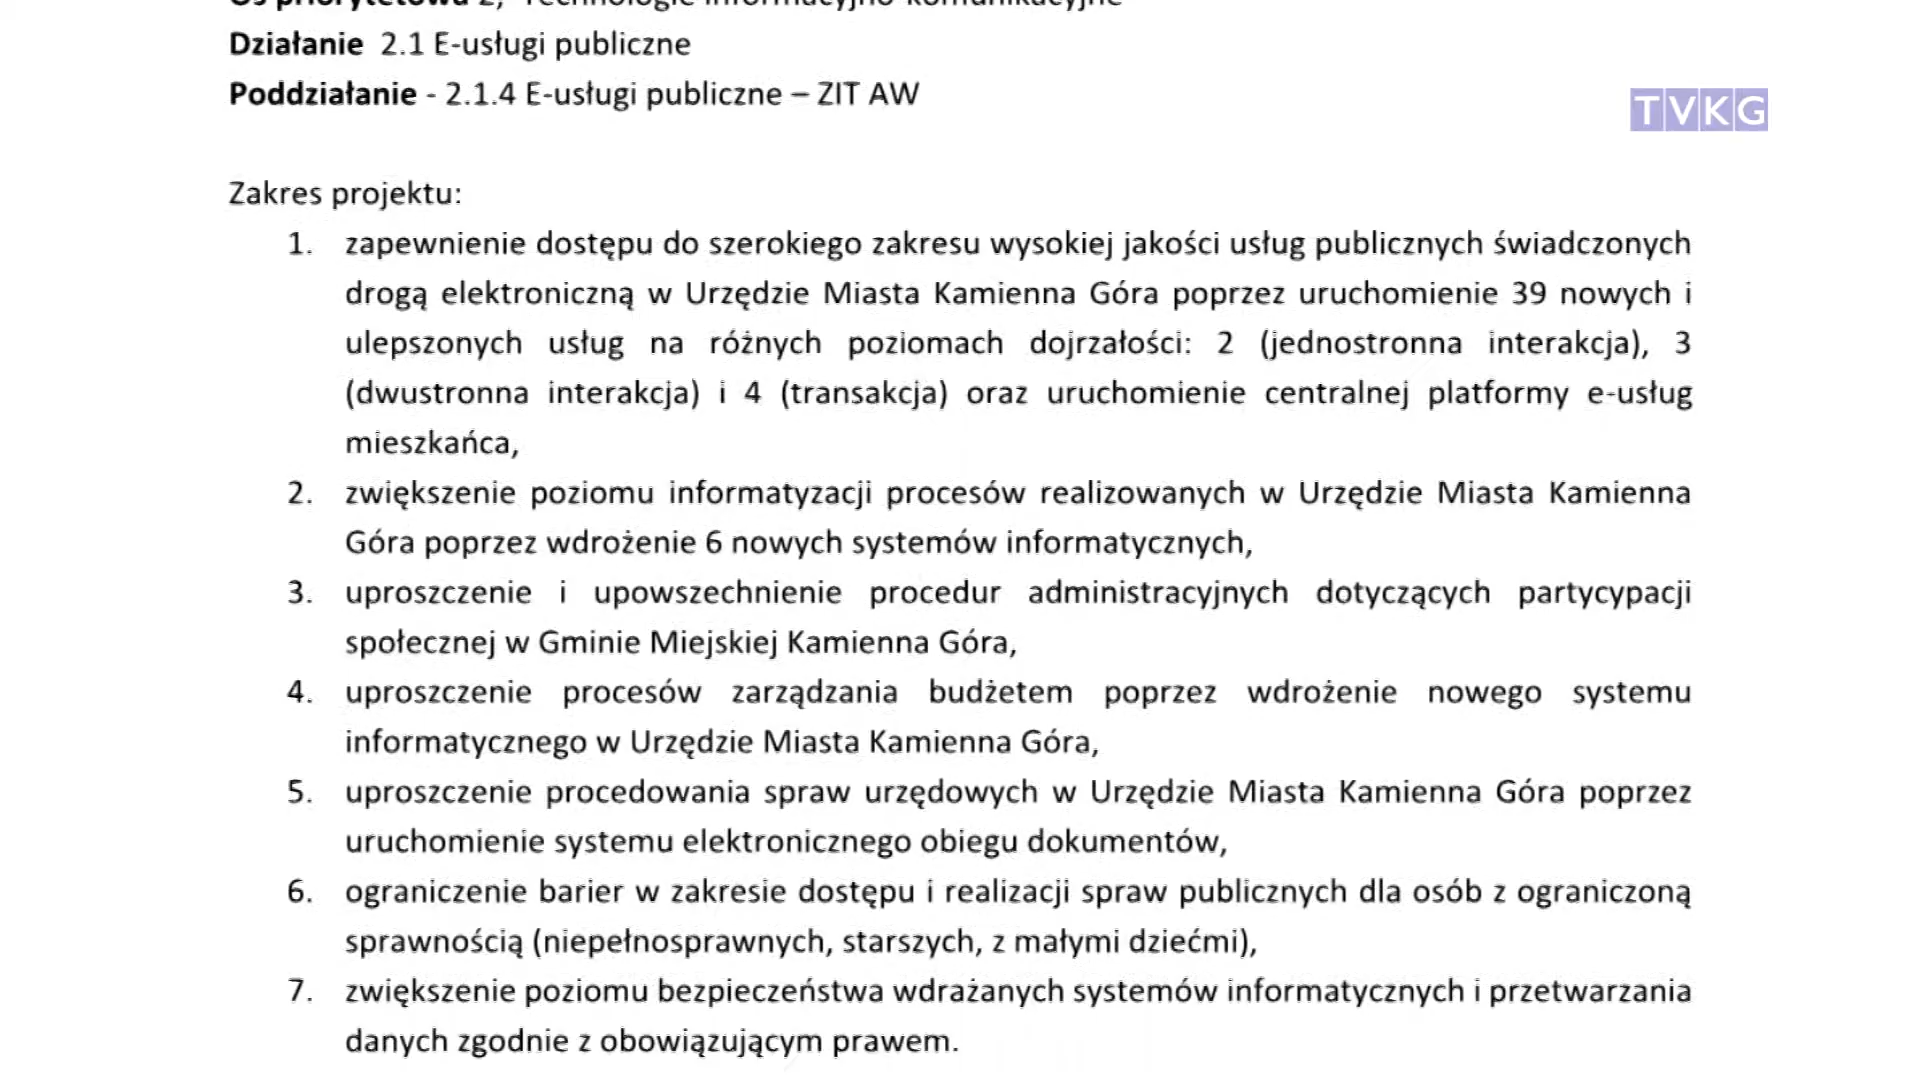 Oś priorytetowa 2, Technologie informacyjno-komunikacyjne
Działanie 2.1 E-usługi publiczne
Poddziałanie - 2.1.4 E-usługi publiczne – ZIT AW
TVKG
Zakres projektu:
1. zapewnienie dostępu do szerokiego zakresu wysokiej jakości usług publicznych świadczonych
drogą elektroniczną w Urzędzie Miasta Kamienna Góra poprzez uruchomienie 39 nowych i
ulepszonych usług na różnych poziomach dojrzałości: 2 (jednostronna interakcja), 3
(dwustronna interakcja) i 4 (transakcja) oraz uruchomienie centralnej platformy e-usług
mieszkańca,
2. zwiększenie poziomu informatyzacji procesów realizowanych w Urzędzie Miasta Kamienna
Góra poprzez wdrożenie 6 nowych systemów informatycznych,
3. uproszczenie i upowszechnienie procedur administracyjnych dotyczących partycypacji
społecznej w Gminie Miejskiej Kamienna Góra,
4. uproszczenie procesów zarządzania budżetem poprzez wdrożenie nowego systemu
informatycznego w Urzędzie Miasta Kamienna Góra,
5. uproszczenie procedowania spraw urzędowych w Urzędzie Miasta Kamienna Góra poprzez
uruchomienie systemu elektronicznego obiegu dokumentów,
6. ograniczenie barier w zakresie dostępu i realizacji spraw publicznych dla osób z ograniczoną
sprawnością (niepełnosprawnych, starszych, z małymi dziećmi),
7. zwiększenie poziomu bezpieczeństwa wdrażanych systemów informatycznych i przetwarzania
danych zgodnie z obowiązującym prawem.